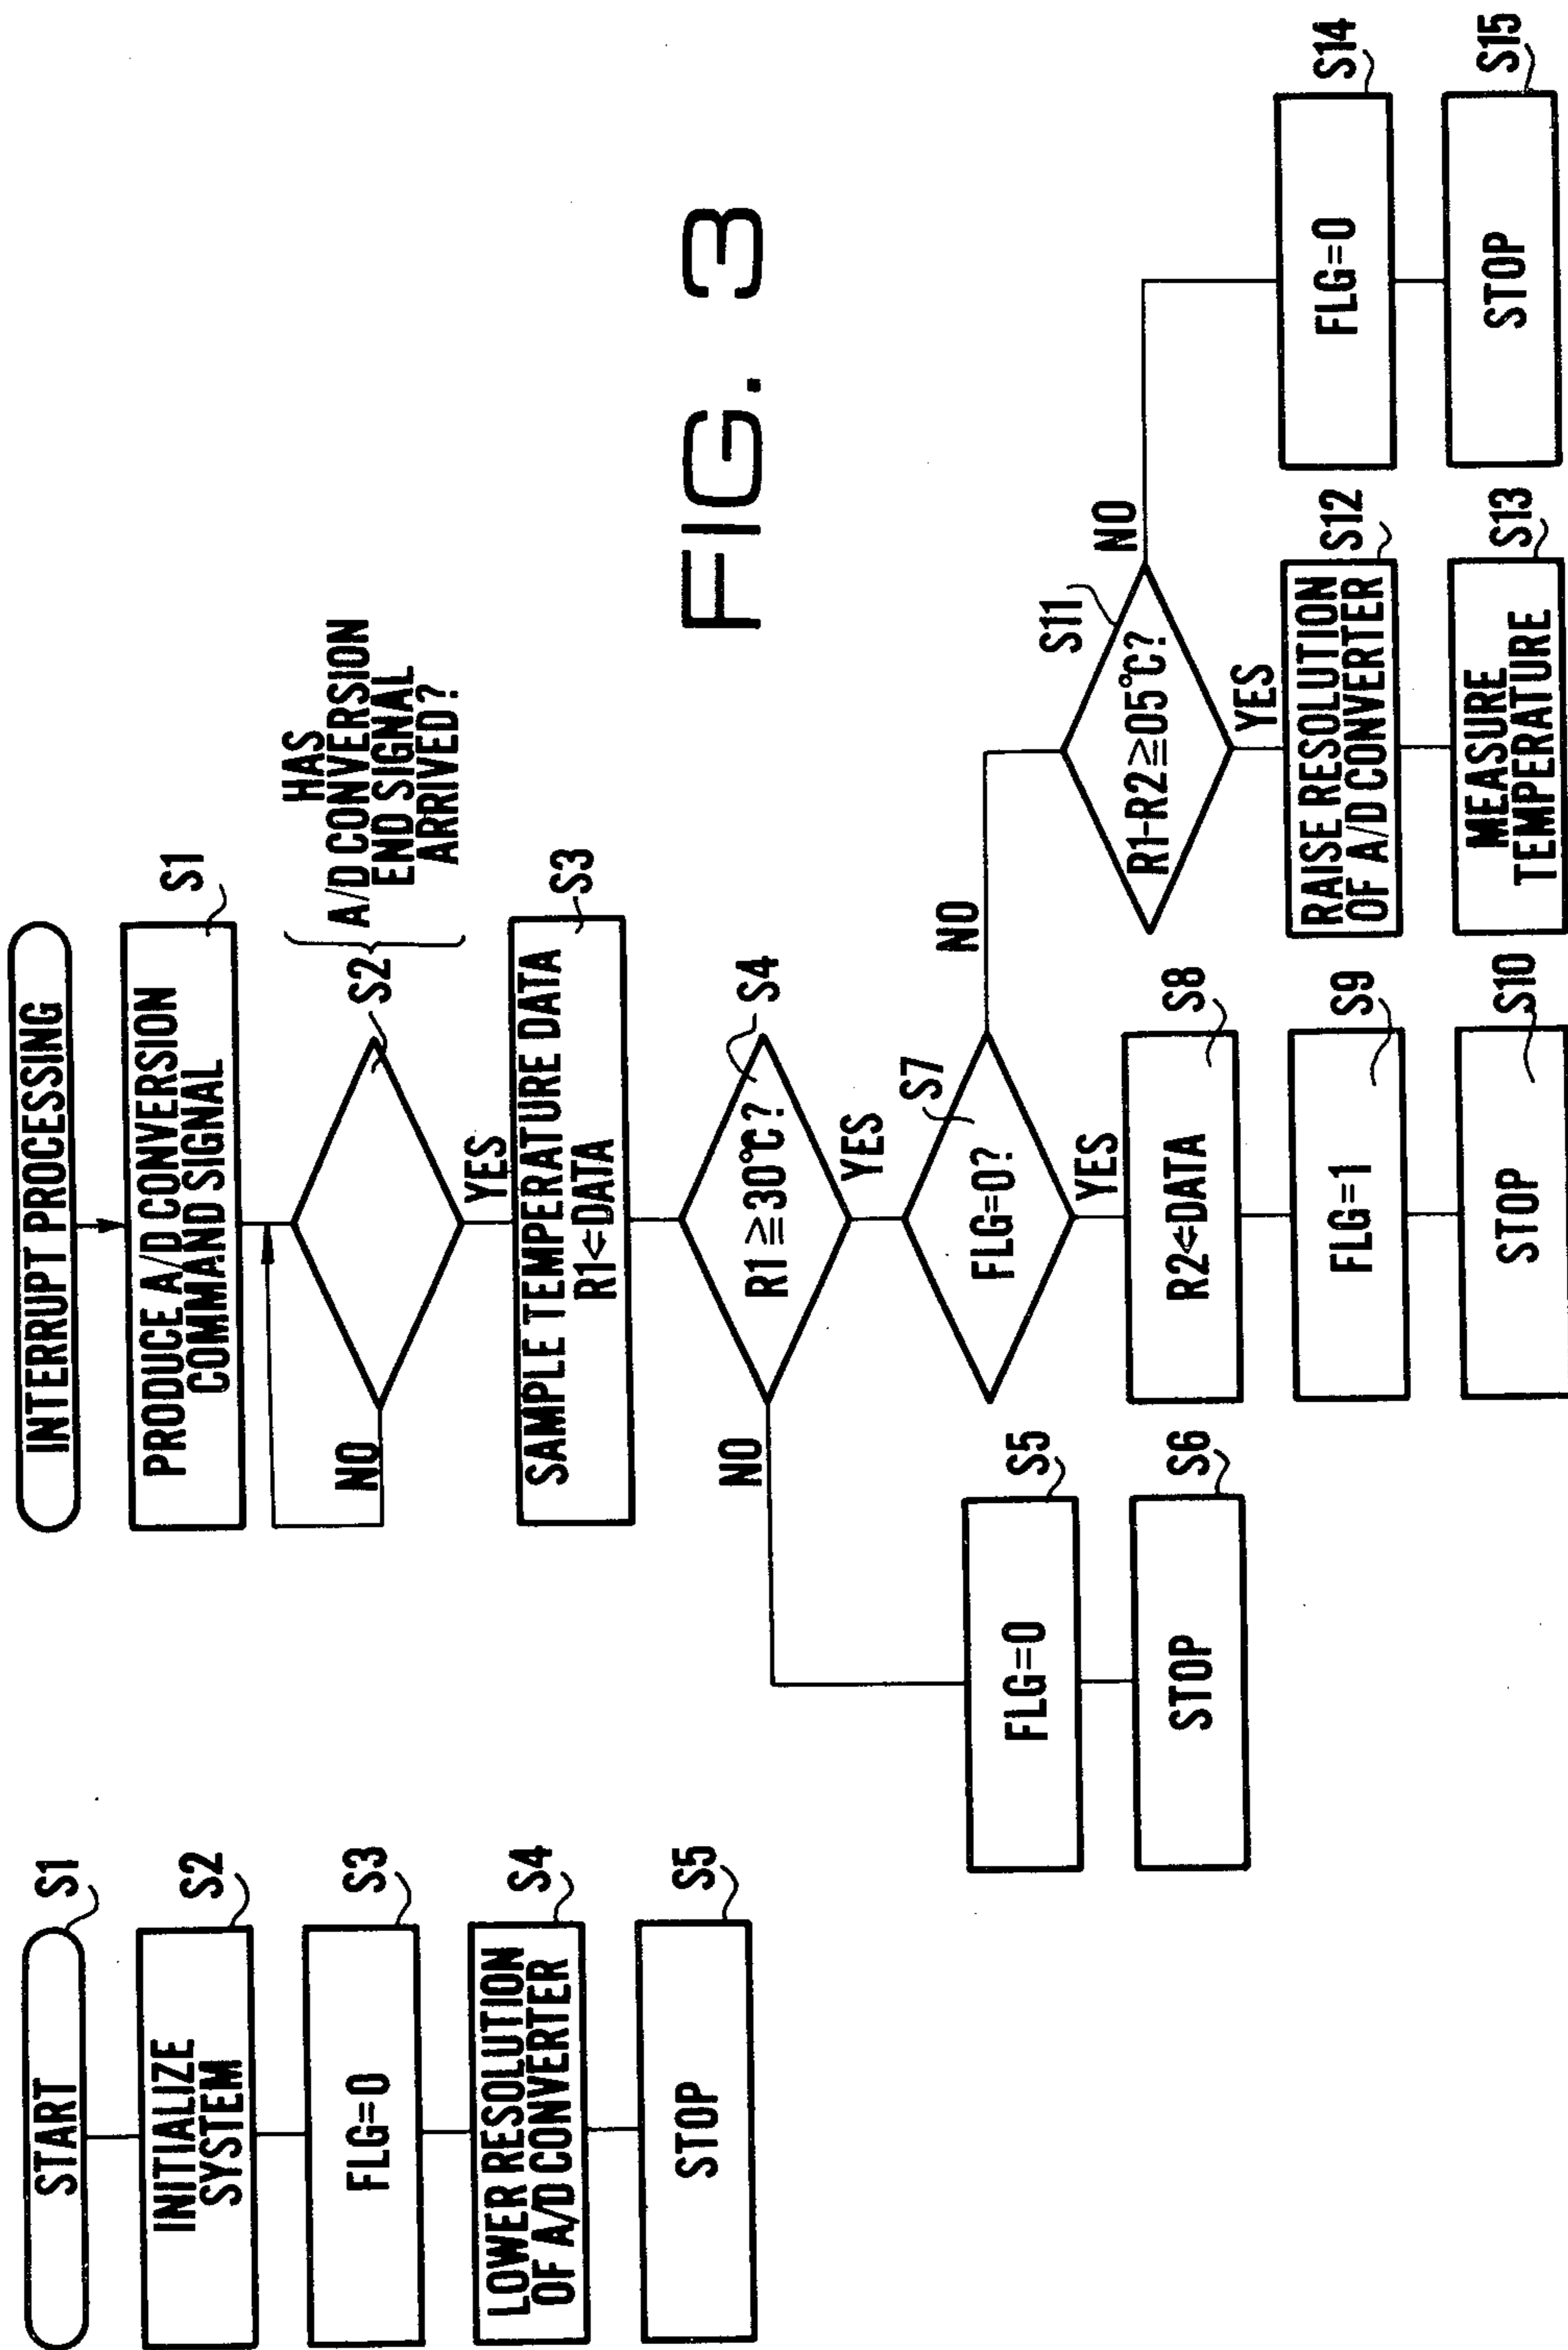 START
S1
INITIALIZE
SYSTEM
S2
FLG=0
S3
LOWER RESOLUTION
OF A/D CONVERTER
S4
STOP
S5
INTERRUPT PROCESSING
PRODUCE A/D CONVERSION
COMMAND SIGNAL
S1
S2
HAS
A/D CONVERSION
END SIGNAL
ARRIVED?
NO
YES
SAMPLE TEMPERATURE DATA
R1⇐DATA
S3
R1≧30℃?
S4
NO
YES
FLG=0
S5
STOP
S6
FLG=0?
S7
NO
YES
R2⇐DATA
S8
FLG=1
S9
STOP
S10
R1-R2≧05℃?
S11
NO
YES
RAISE RESOLUTION
OF A/D CONVERTER
S12
MEASURE
TEMPERATURE
S13
FLG=0
S14
STOP
S15
FIG. 3